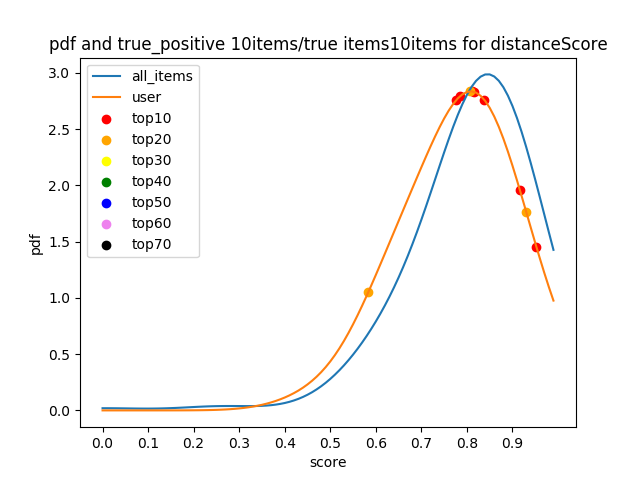 pdf and true_positive 10items/true items10items for distanceScore
all_items
user
top10
top20
top30
top40
top50
top60
top70
3.0
2.5
2.0
1.5
1.0
0.5
0.0
pdf
0.0 0.1 0.2 0.3 0.4 0.5 0.6 0.7 0.8 0.9
score